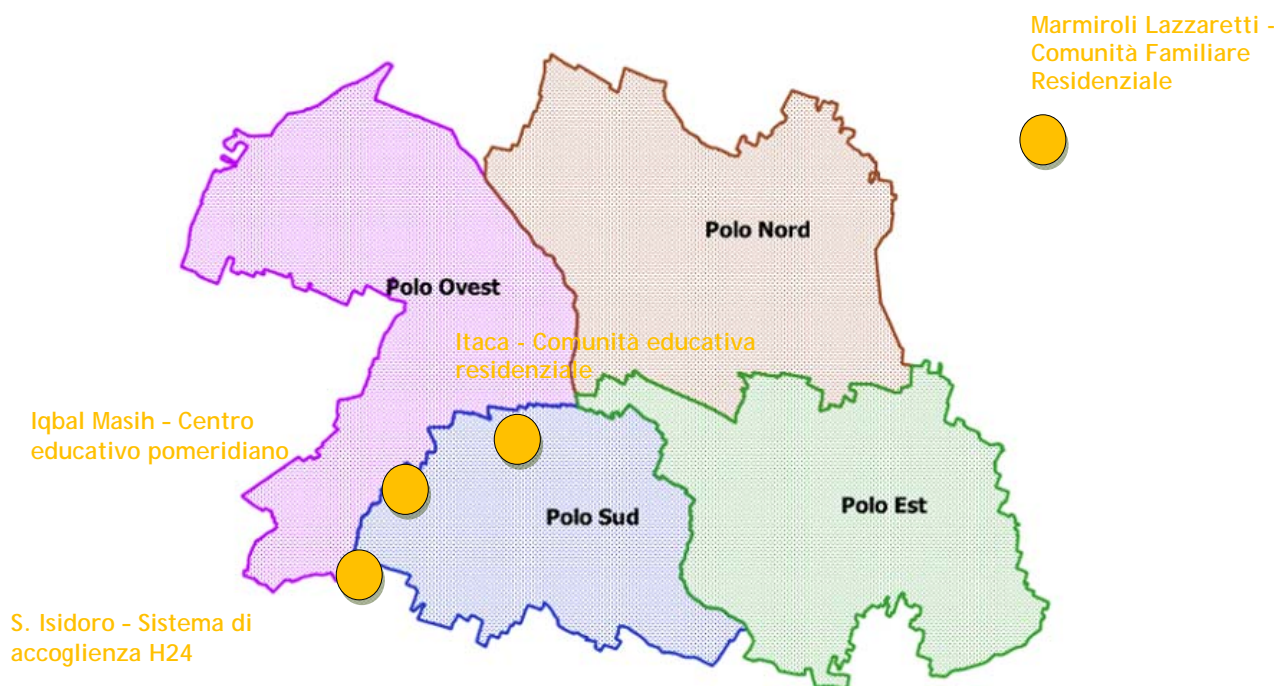 Marmiroli Lazzaretti -
Comunità Familiare
Residenziale
Polo Nord
Polo Ovest
Itaca - Comunità educativa
residenziale
Iqbal Masih - Centro
educativo pomeridiano
Polo Est
Polo Sud
S. Isidoro - Sistema di
accoglienza H24